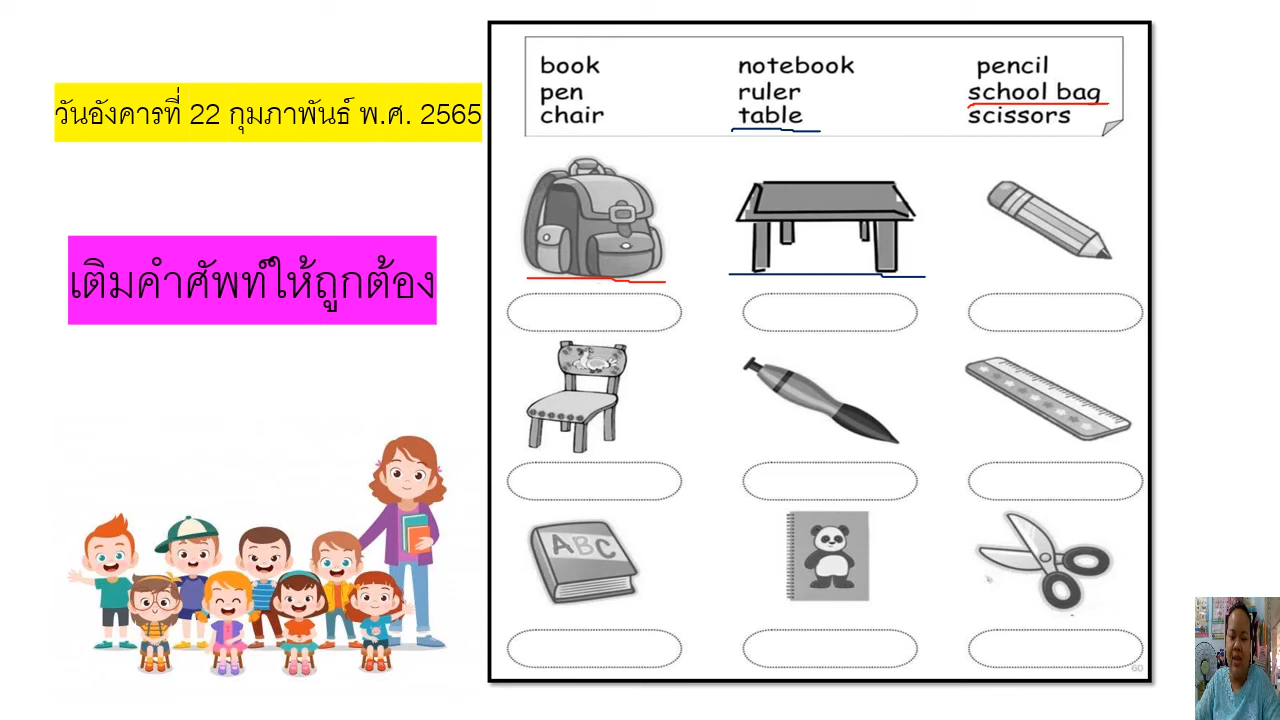 วันอังคารที่ 22 กุมภาพันธ์ พ.ศ. 2565
เติมคำศัพท์ให้ถูกต้อง
book notebook pencil
pen ruler school bag
chair table scissors
ABC
60